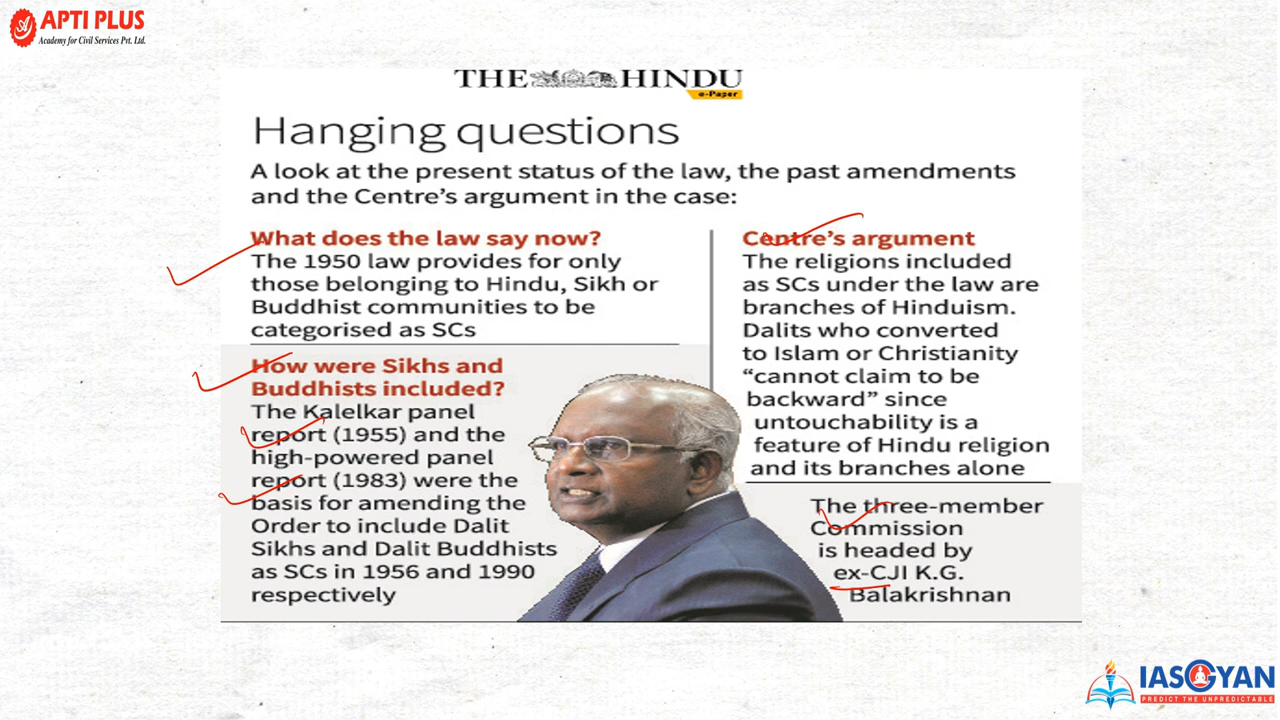 APTI PLUS
Academy for Civil Services Pvt. Ltd.
THE HINDU
e-Paper
Hanging questions
A look at the present status of the law, the past amendments
and the Centre's argument in the case:
What does the law say now?
The 1950 law provides for only
those belonging to Hindu, Sikh or
Buddhist communities to be
categorised as SCs
How were Sikhs and
Buddhists included?
The Kalelkar panel
report (1955) and the
high-powered panel
report (1983) were the
basis for amending the
Order to include Dalit
Sikhs and Dalit Buddhists
as SCs in 1956 and 1990
respectively
Centre's argument
The religions included
as SCs under the law are
branches of Hinduism.
Dalits who converted
to Islam or Christianity
“cannot claim to be
backward” since
untouchability is a
feature of Hindu religion
and its branches alone
The three-member
Commission
is headed by
ex-CJI K.G.
Balakrishnan
IASGYAN
PREDICT THE UNPREDICTABLE